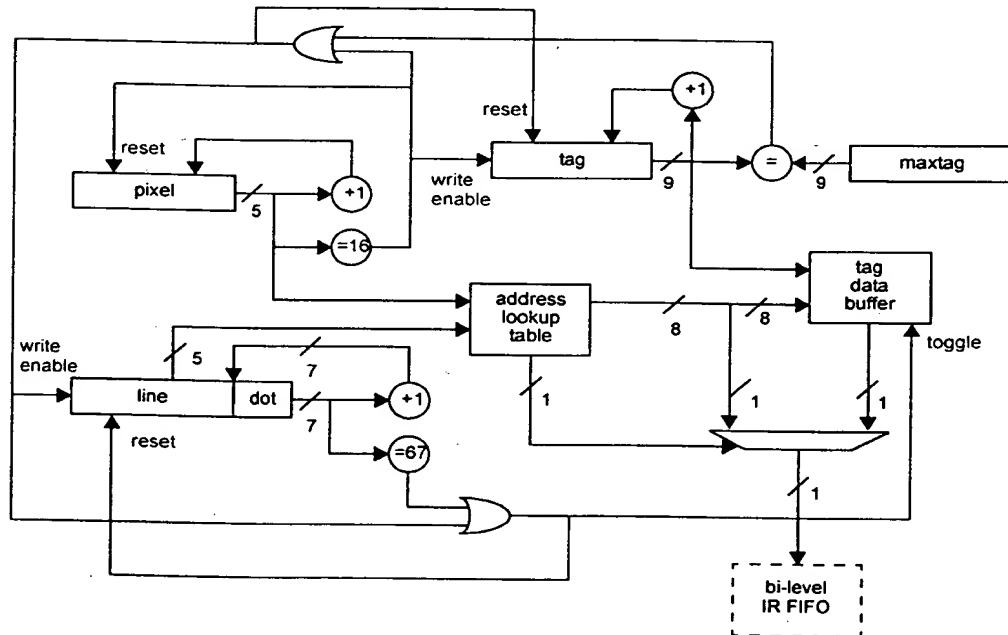 +1
reset
tag
9
=
9
maxtag
write
enable
reset
pixel
5
+1
=16
address
lookup
table
8
8
tag
data
buffer
toggle
write
enable
5
7
line
dot
7
+1
1
1
1
reset
=67
1
bi-level
IR FIFO